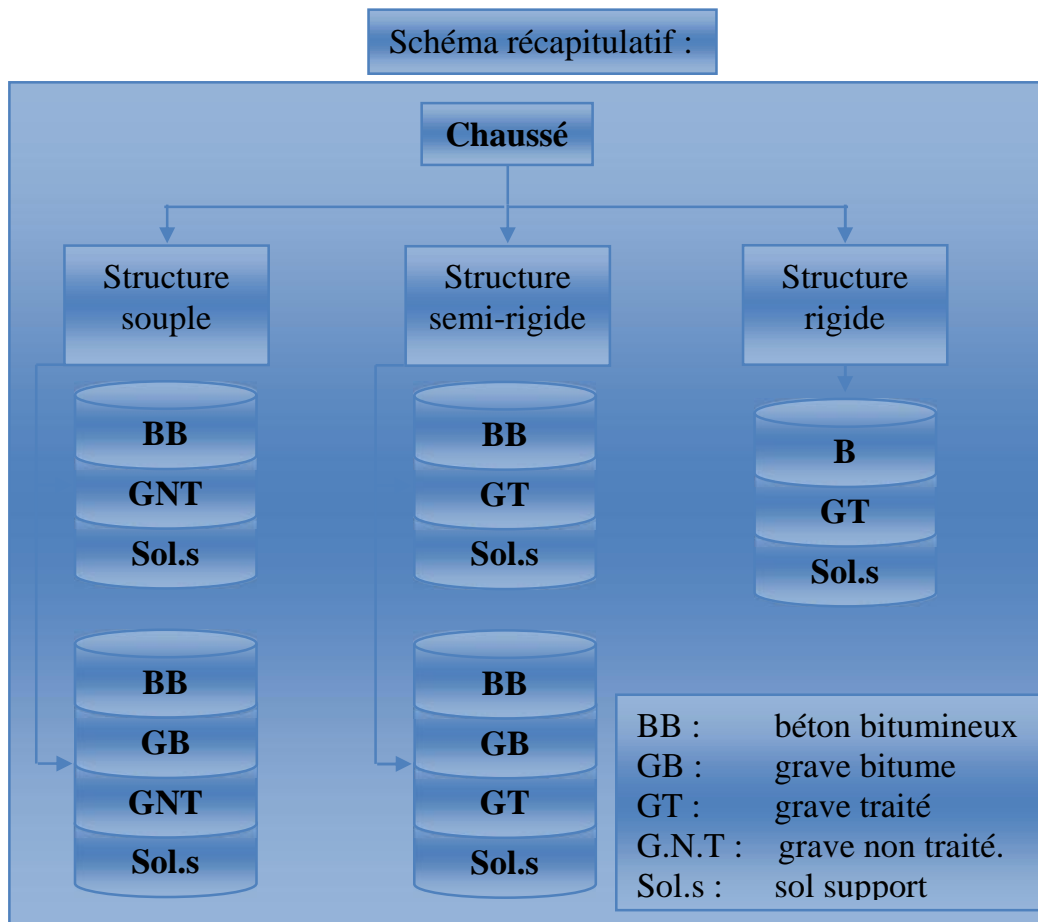 Schéma récapitulatif :
Chaussé
Structure
souple
Structure
semi-rigide
Structure
rigide
BB
GNT
Sol.s
BB
GT
Sol.s
B
GT
Sol.s
BB
GB
GNT
Sol.s
BB
GB
GT
Sol.s
BB : béton bitumineux
GB : grave bitume
GT : grave traité
G.N.T : grave non traité.
Sol.s : sol support